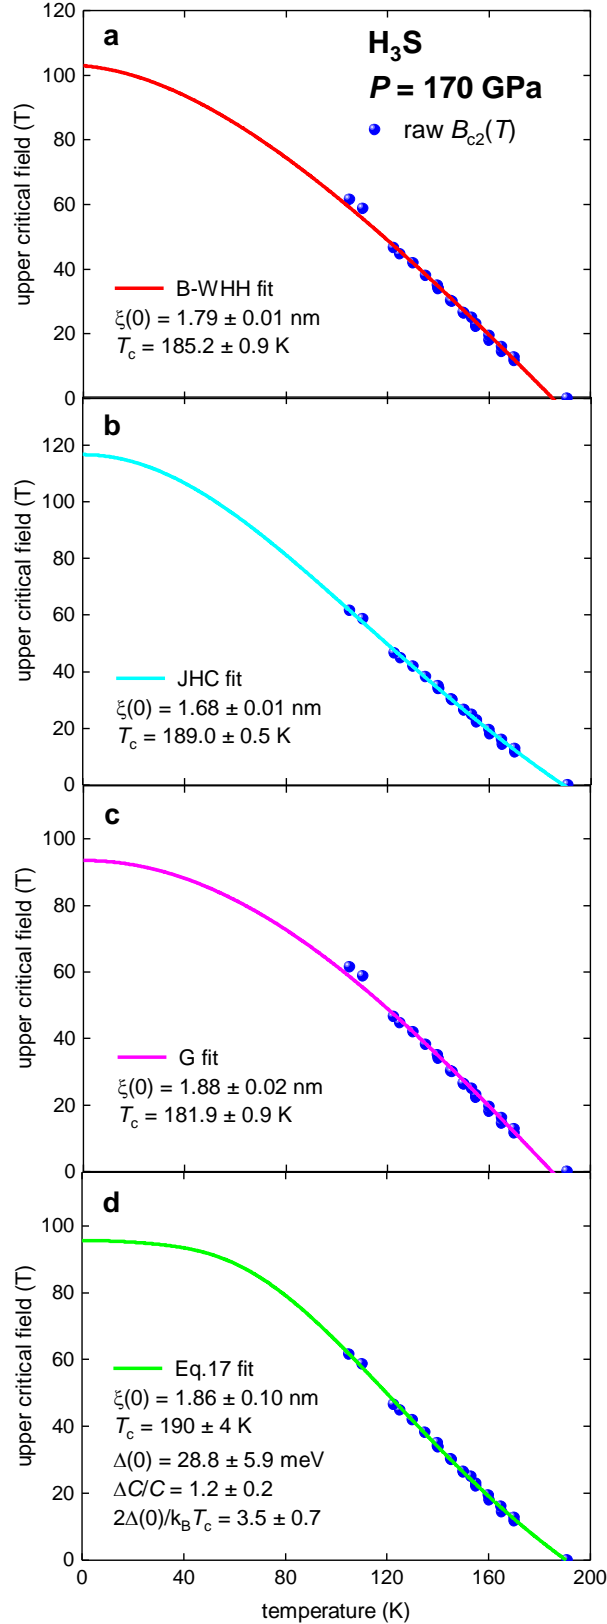 a
H₃S
P = 170 GPa
raw Bc2(T)
upper critical field (T)
120
100
80
60
40
20
0
B-WHH fit
ξ(0) = 1.79 ± 0.01 nm
Tc = 185.2 ± 0.9 K
b
upper critical field (T)
120
100
80
60
40
20
0
JHC fit
ξ(0) = 1.68 ± 0.01 nm
Tc = 189.0 ± 0.5 K
c
upper critical field (T)
100
80
60
40
20
0
G fit
ξ(0) = 1.88 ± 0.02 nm
Tc = 181.9 ± 0.9 K
d
upper critical field (T)
100
80
60
40
20
0
Eq.17 fit
ξ(0) = 1.86 ± 0.10 nm
Tc = 190 ± 4 K
Δ(0) = 28.8 ± 5.9 meV
ΔC/C = 1.2 ± 0.2
2Δ(0)/kBTc = 3.5 ± 0.7
0 40 80 120 160 200
temperature (K)